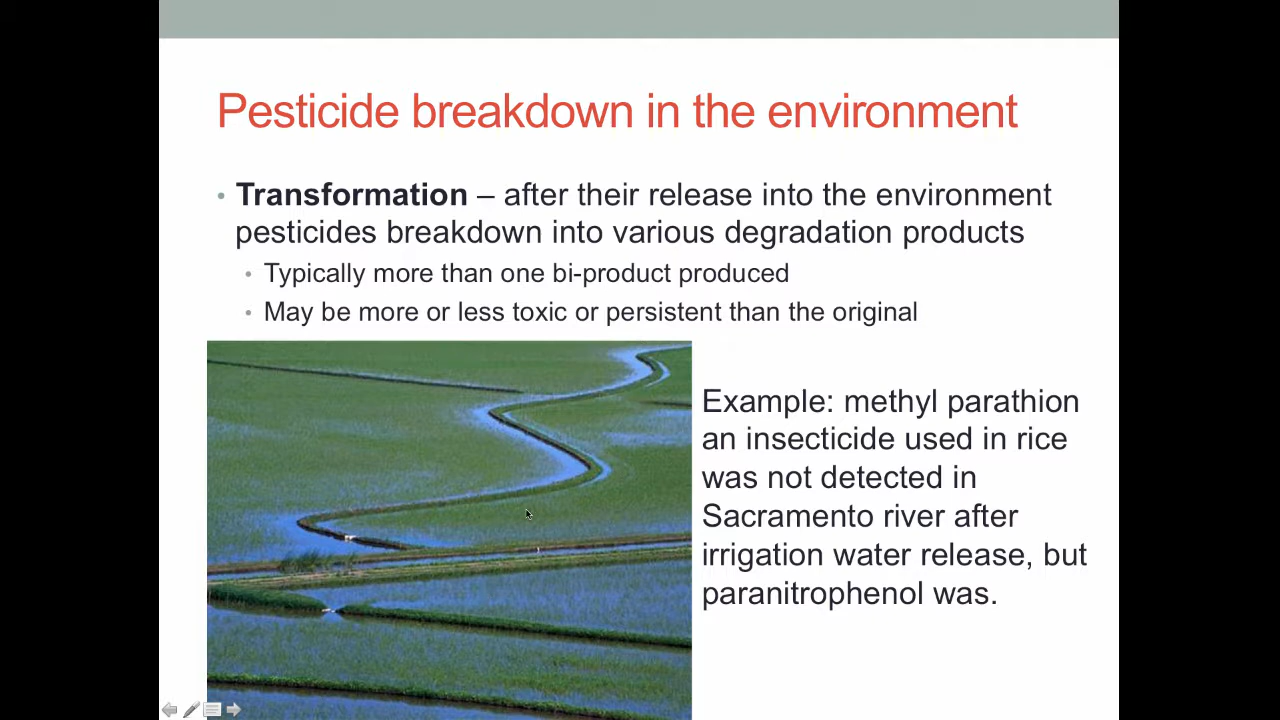 Pesticide breakdown in the environment
• Transformation – after their release into the environment
pesticides breakdown into various degradation products
• Typically more than one bi-product produced
• May be more or less toxic or persistent than the original
Example: methyl parathion
an insecticide used in rice
was not detected in
Sacramento river after
irrigation water release, but
paranitrophenol was.